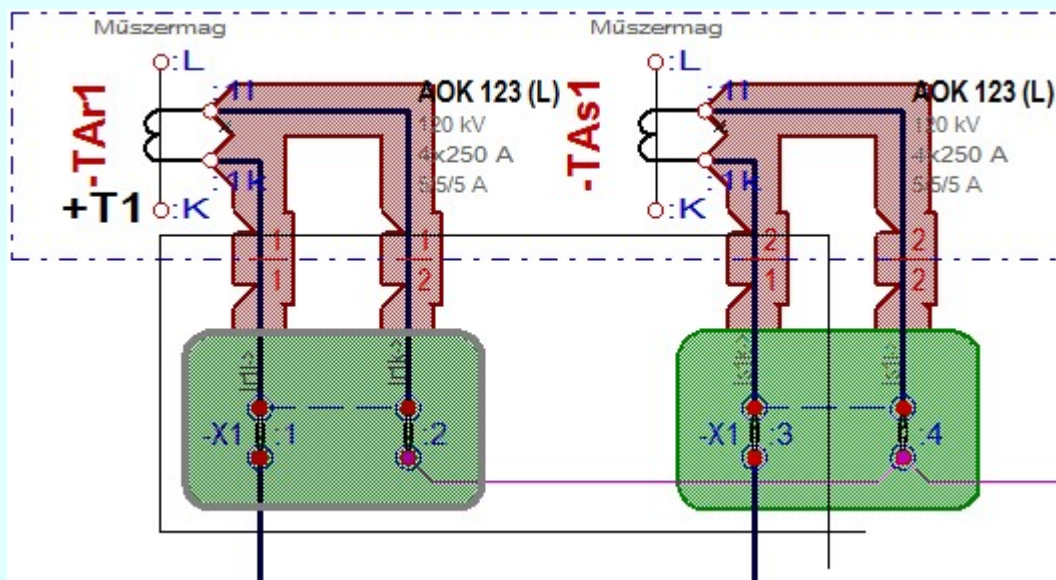 Műszermag
:L
:1l
-TAr1
+T1
:1k
:K
AOK 123 (L)
120 kV
4x250 A
5/5/5 A
1
1
1
2
-X1
:1
:2
Műszermag
:L
:1l
-TAs1
:1k
:K
AOK 123 (L)
120 kV
4x250 A
5/5/5 A
2
1
2
2
-X1
:3
:4